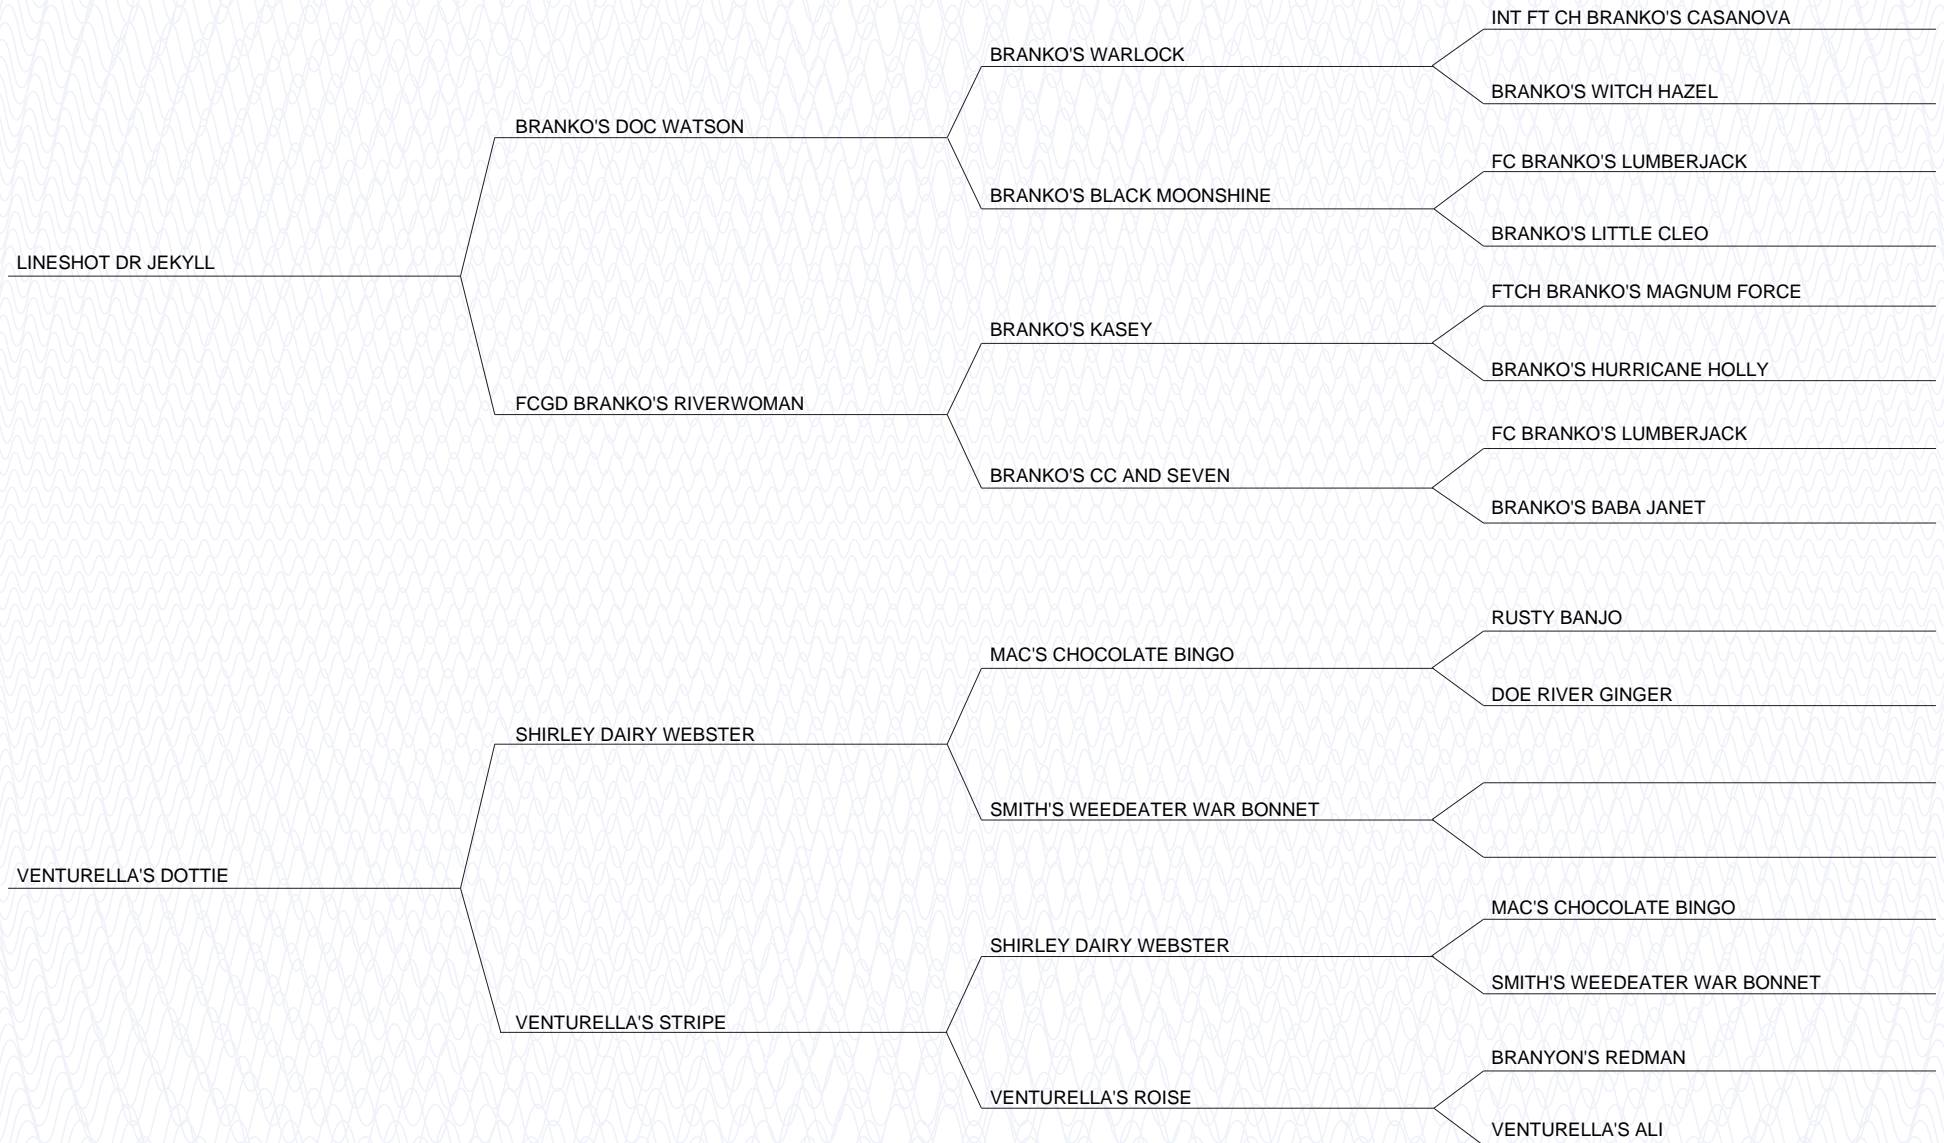 INT FT CH BRANKO'S CASANOVA
BRANKO'S WARLOCK
BRANKO'S WITCH HAZEL
BRANKO'S DOC WATSON
FC BRANKO'S LUMBERJACK
BRANKO'S BLACK MOONSHINE
BRANKO'S LITTLE CLEO
LINESHOT DR JEKYLL
FTCH BRANKO'S MAGNUM FORCE
BRANKO'S KASEY
BRANKO'S HURRICANE HOLLY
FCGD BRANKO'S RIVERWOMAN
FC BRANKO'S LUMBERJACK
BRANKO'S CC AND SEVEN
BRANKO'S BABA JANET
RUSTY BANJO
MAC'S CHOCOLATE BINGO
DOE RIVER GINGER
SHIRLEY DAIRY WEBSTER
SMITH'S WEEDEATER WAR BONNET
VENTURELLA'S DOTTIE
MAC'S CHOCOLATE BINGO
SHIRLEY DAIRY WEBSTER
SMITH'S WEEDEATER WAR BONNET
VENTURELLA'S STRIPE
BRANYON'S REDMAN
VENTURELLA'S ROISE
VENTURELLA'S ALI